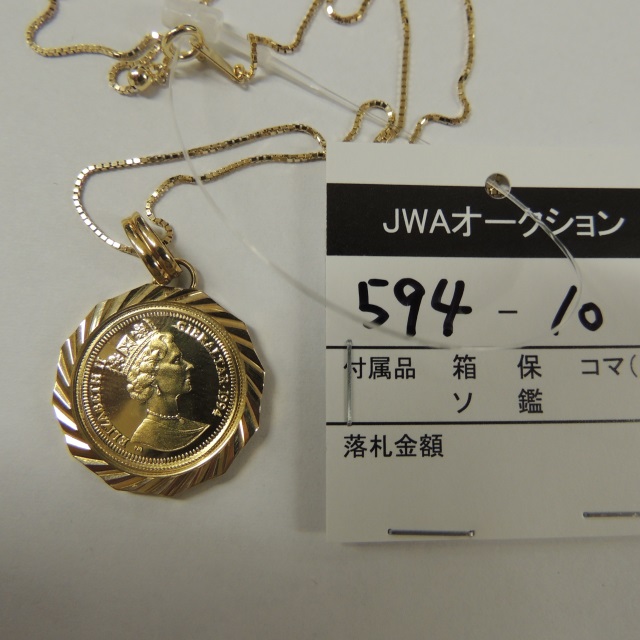 JWAオークション
594 - 10
付属品 箱 保 コマ(
ソ 鑑
落札金額
ELIZABETH II
GIBRALTAR